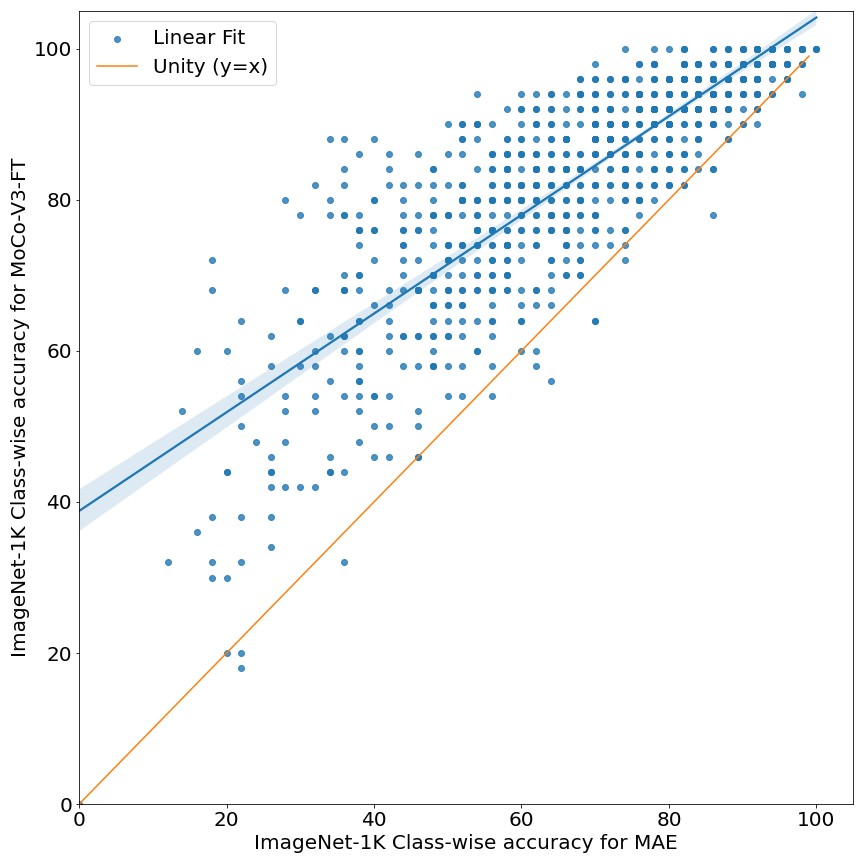 Linear Fit
Unity (y=x)
100
80
60
40
20
0
0 20 40 60 80 100
ImageNet-1K Class-wise accuracy for MAE
ImageNet-1K Class-wise accuracy for MoCo-V3-FT